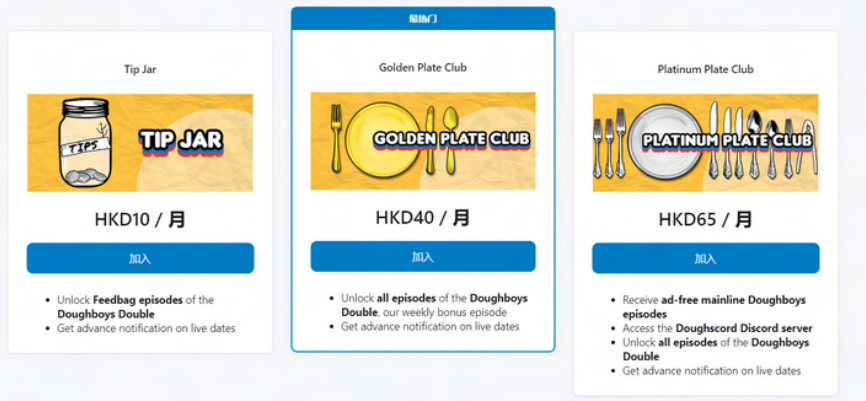 最热门
Tip Jar
TIPS
TIP JAR
HKD10 / 月
加入
Unlock Feedbag episodes of the
Doughboys Double
Get advance notification on live dates
Golden Plate Club
GOLDEN PLATE CLUB
HKD40 / 月
加入
Unlock all episodes of the Doughboys
Double, our weekly bonus episode
Get advance notification on live dates
Platinum Plate Club
PLATINUM PLATE CLUB
HKD65 / 月
加入
Receive ad-free mainline Doughboys
episodes
Access the Doughscord Discord server
Unlock all episodes of the Doughboys
Double
Get advance notification on live dates